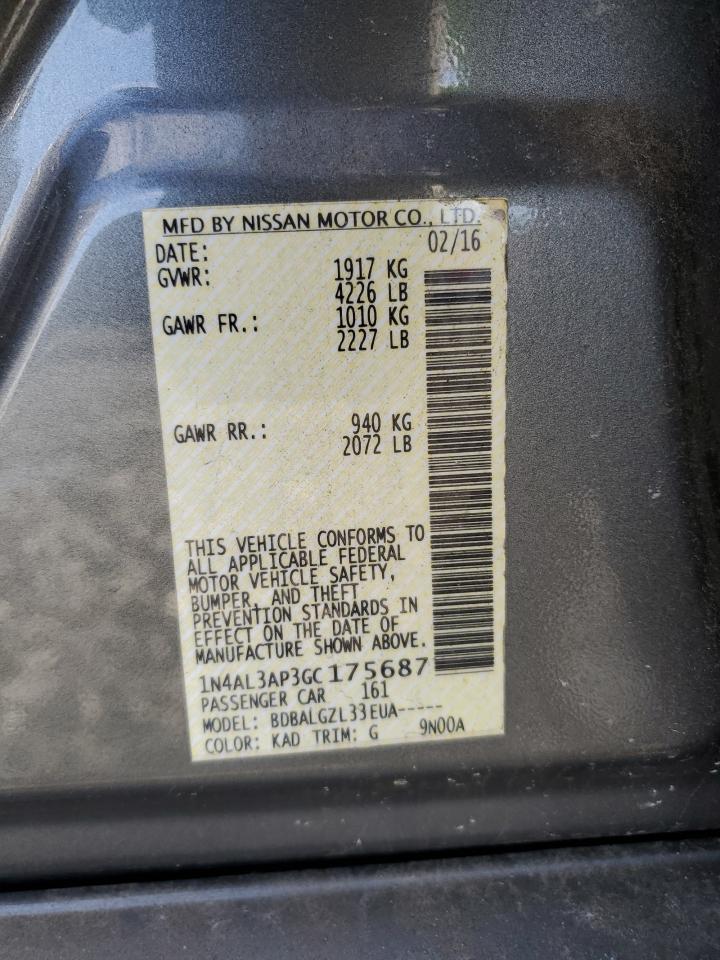 MFD BY NISSAN MOTOR CO., LTD.
DATE: 02/16
GVWR: 1917 KG
4226 LB
GAWR FR.: 1010 KG
2227 LB
GAWR RR.: 940 KG
2072 LB
THIS VEHICLE CONFORMS TO
ALL APPLICABLE FEDERAL
MOTOR VEHICLE SAFETY,
BUMPER, AND THEFT
PREVENTION STANDARDS IN
EFFECT ON THE DATE OF
MANUFACTURE SHOWN ABOVE.
1N4AL3AP3GC175687
PASSENGER CAR 161
MODEL: BDBALGZL33EUA-----
COLOR: KAD TRIM: G 9N00A